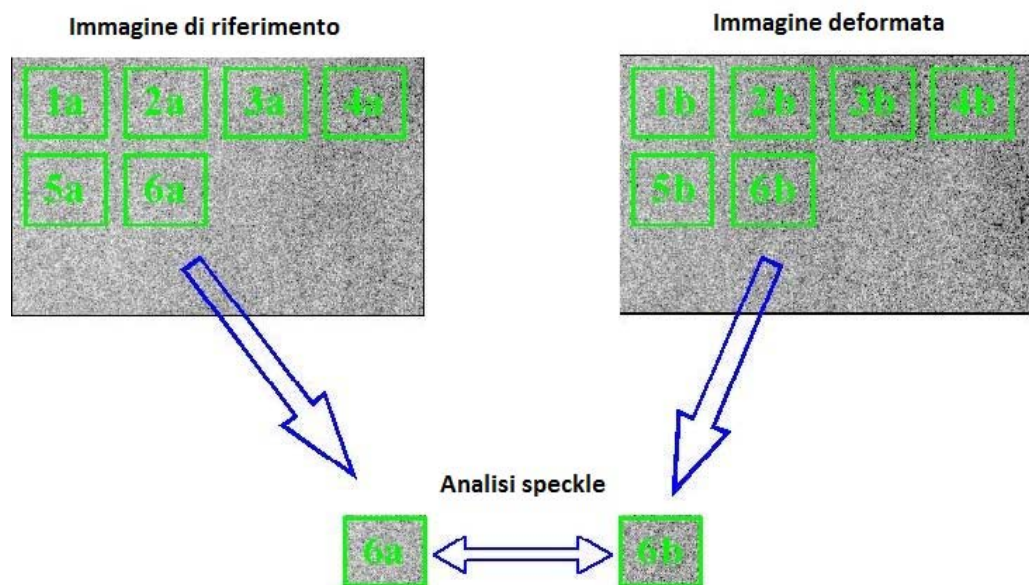 Immagine di riferimento
Immagine deformata
1a 2a 3a 4a
1b 2b 3b 4b
5a 6a
5b 6b
Analisi speckle
6a
6b